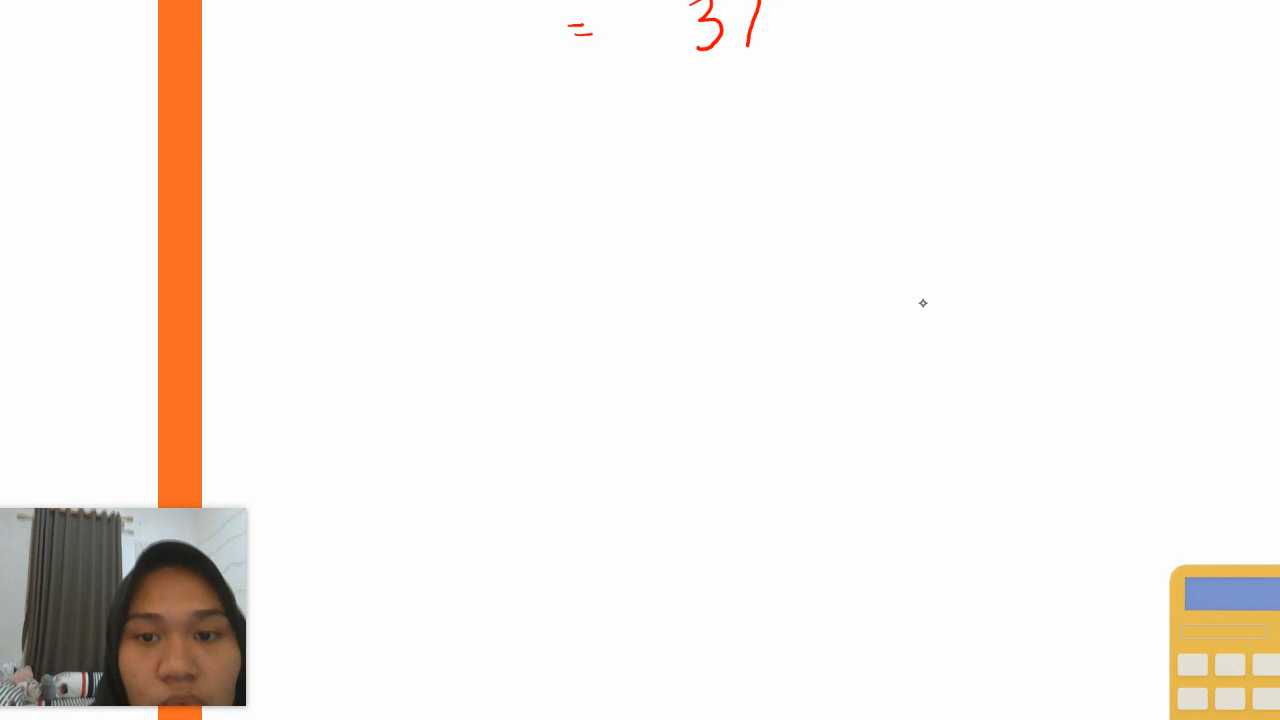 = 37